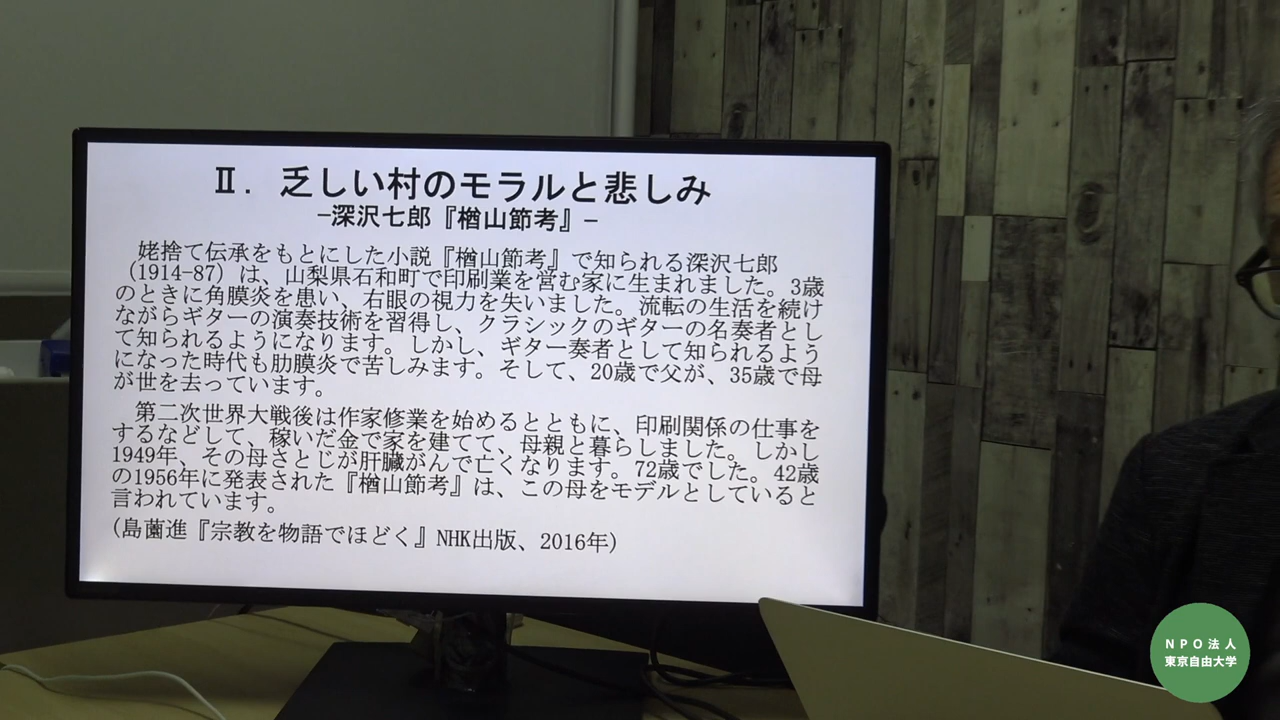 Ⅱ．乏しい村のモラルと悲しみ
−深沢七郎『楢山節考』−
姥捨て伝承をもとにした小説『楢山節考』で知られる深沢七郎
(1914-87) は、山梨県石和町で印刷業を営む家に生まれました。3歳
のときに角膜炎を患い、右眼の視力を失いました。流転の生活を続け
ながらギターの演奏技術を習得し、クラシックのギターの名奏者とし
て知られるようになります。しかし、ギター奏者として知られるよう
になった時代も肋膜炎で苦しみます。そして、20歳で父が、35歳で母
が世を去っています。
第二次世界大戦後は作家修業を始めるとともに、印刷関係の仕事を
するなどして、稼いだ金で家を建てて、母親と暮らしました。しかし
1949年、その母さとじが肝臓がんで亡くなります。72歳でした。42歳
の1956年に発表された『楢山節考』は、この母をモデルとしていると
言われています。
(島薗進『宗教を物語でほどく』NHK出版、2016年)
NPO法人
東京自由大学